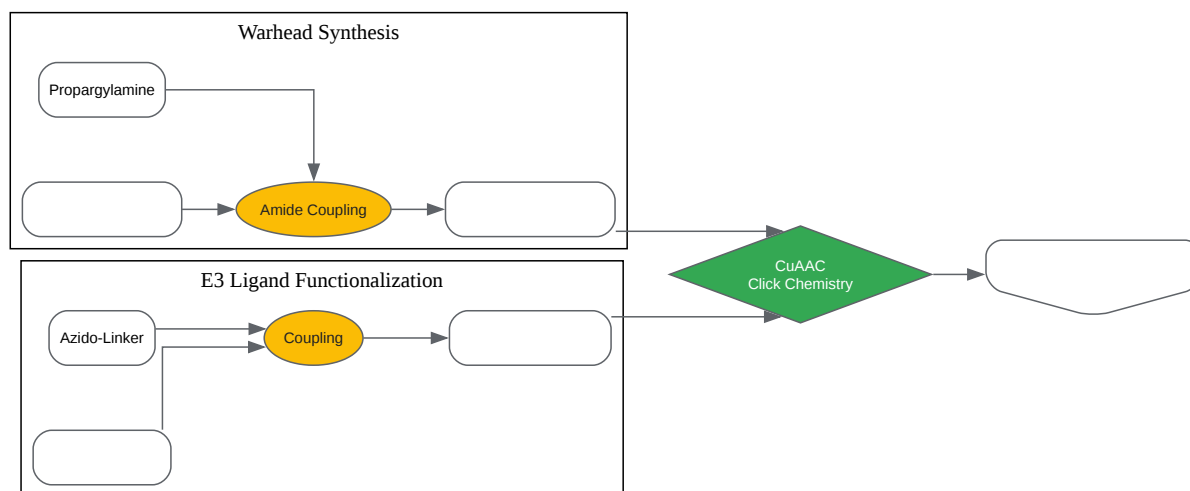 Warhead Synthesis
Propargylamine
Amide Coupling
E3 Ligand Functionalization
Azido-Linker
Coupling
CuAAC
Click Chemistry